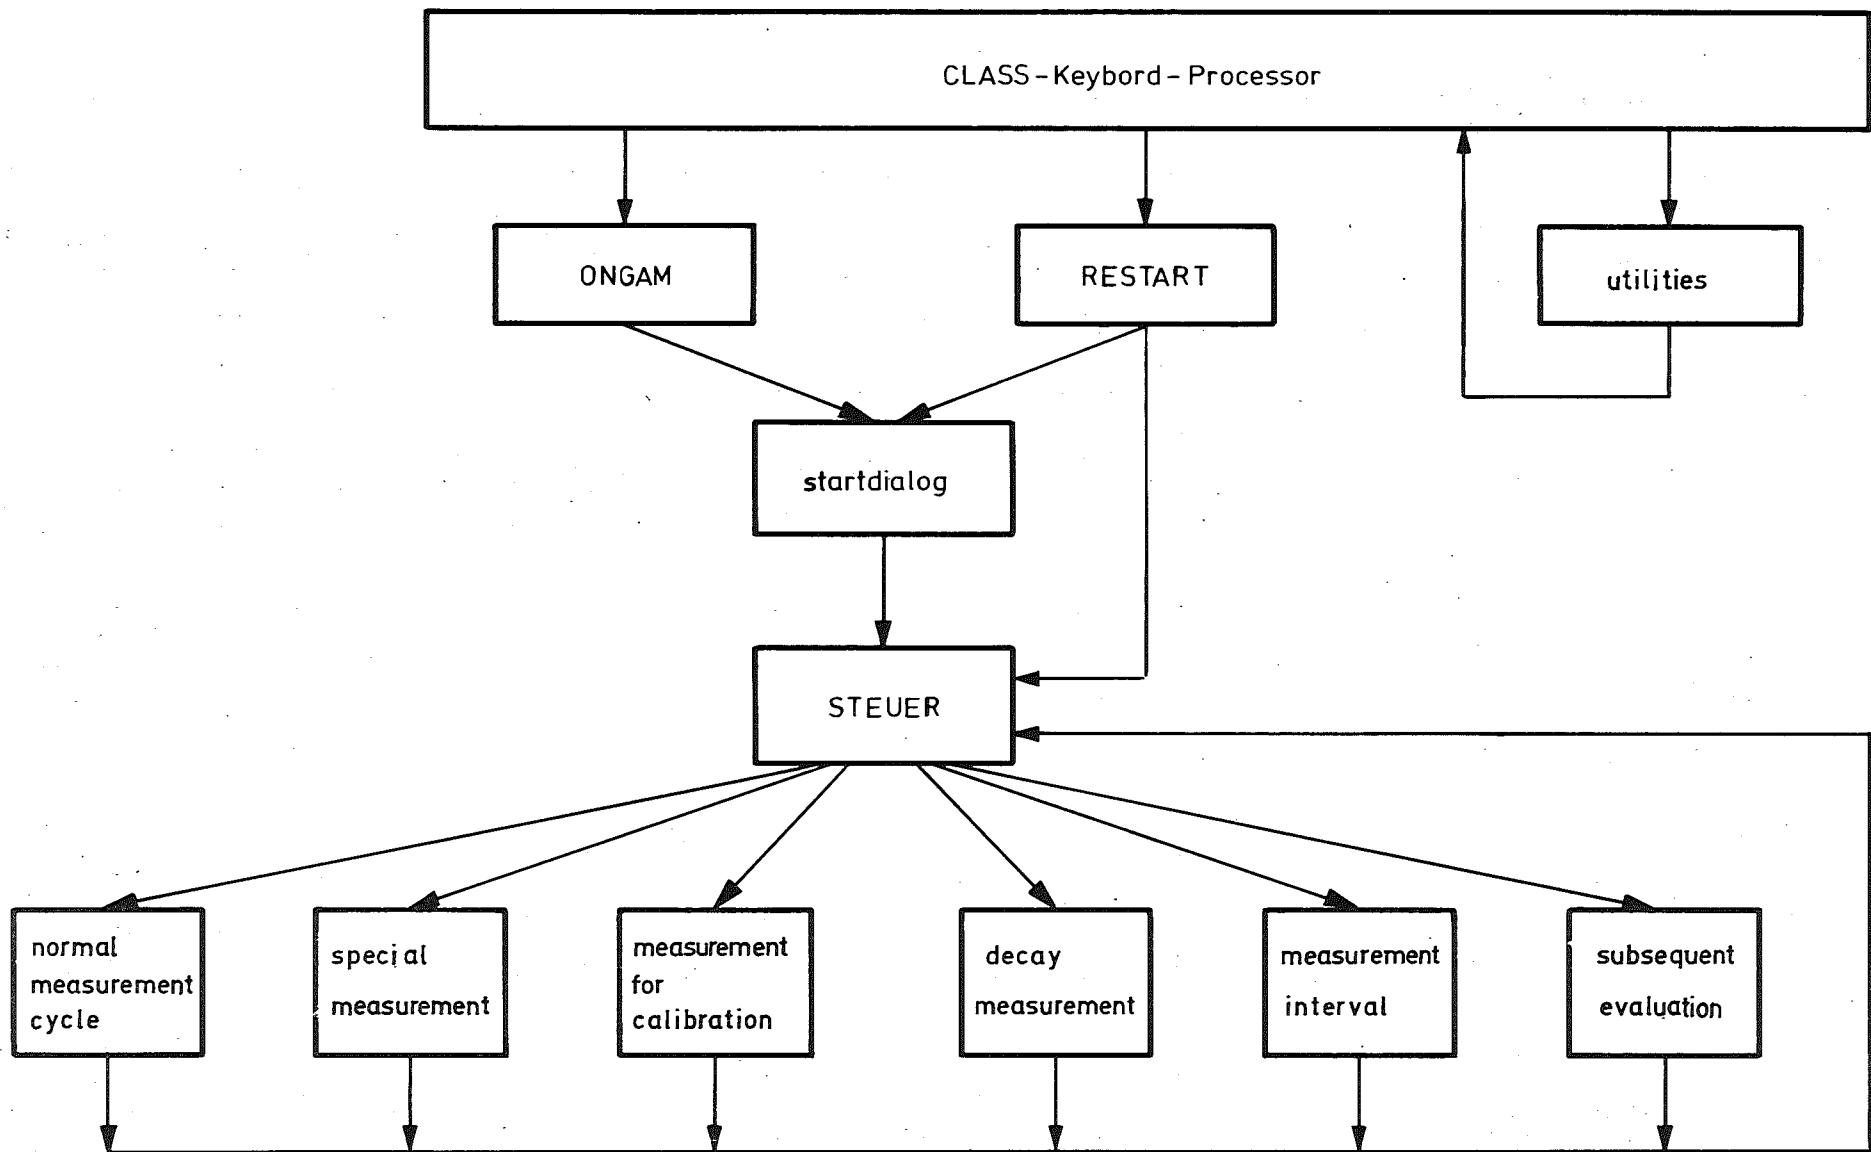 CLASS-Keybord-Processor
ONGAM
RESTART
utilities
startdialog
STEUER
normal
measurement
cycle
special
measurement
measurement
for
calibration
decay
measurement
measurement
interval
subsequent
evaluation